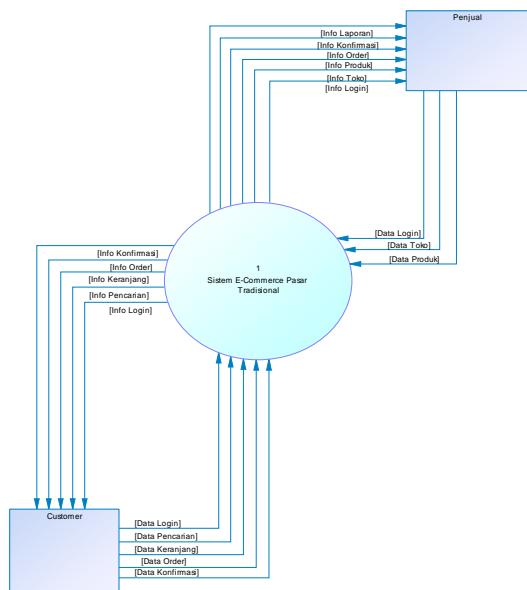 Penjual
[Info Laporan]
[Info Konfirmasi]
[Info Order]
[Info Produk]
[Info Toko]
[Info Login]
[Data Login]
[Data Toko]
[Data Produk]
1
Sistem E-Commerce Pasar
Tradisional
[Info Konfirmasi]
[Info Order]
[Info Keranjang]
[Info Pencarian]
[Info Login]
Customer
[Data Login]
[Data Pencarian]
[Data Keranjang]
[Data Order]
[Data Konfirmasi]